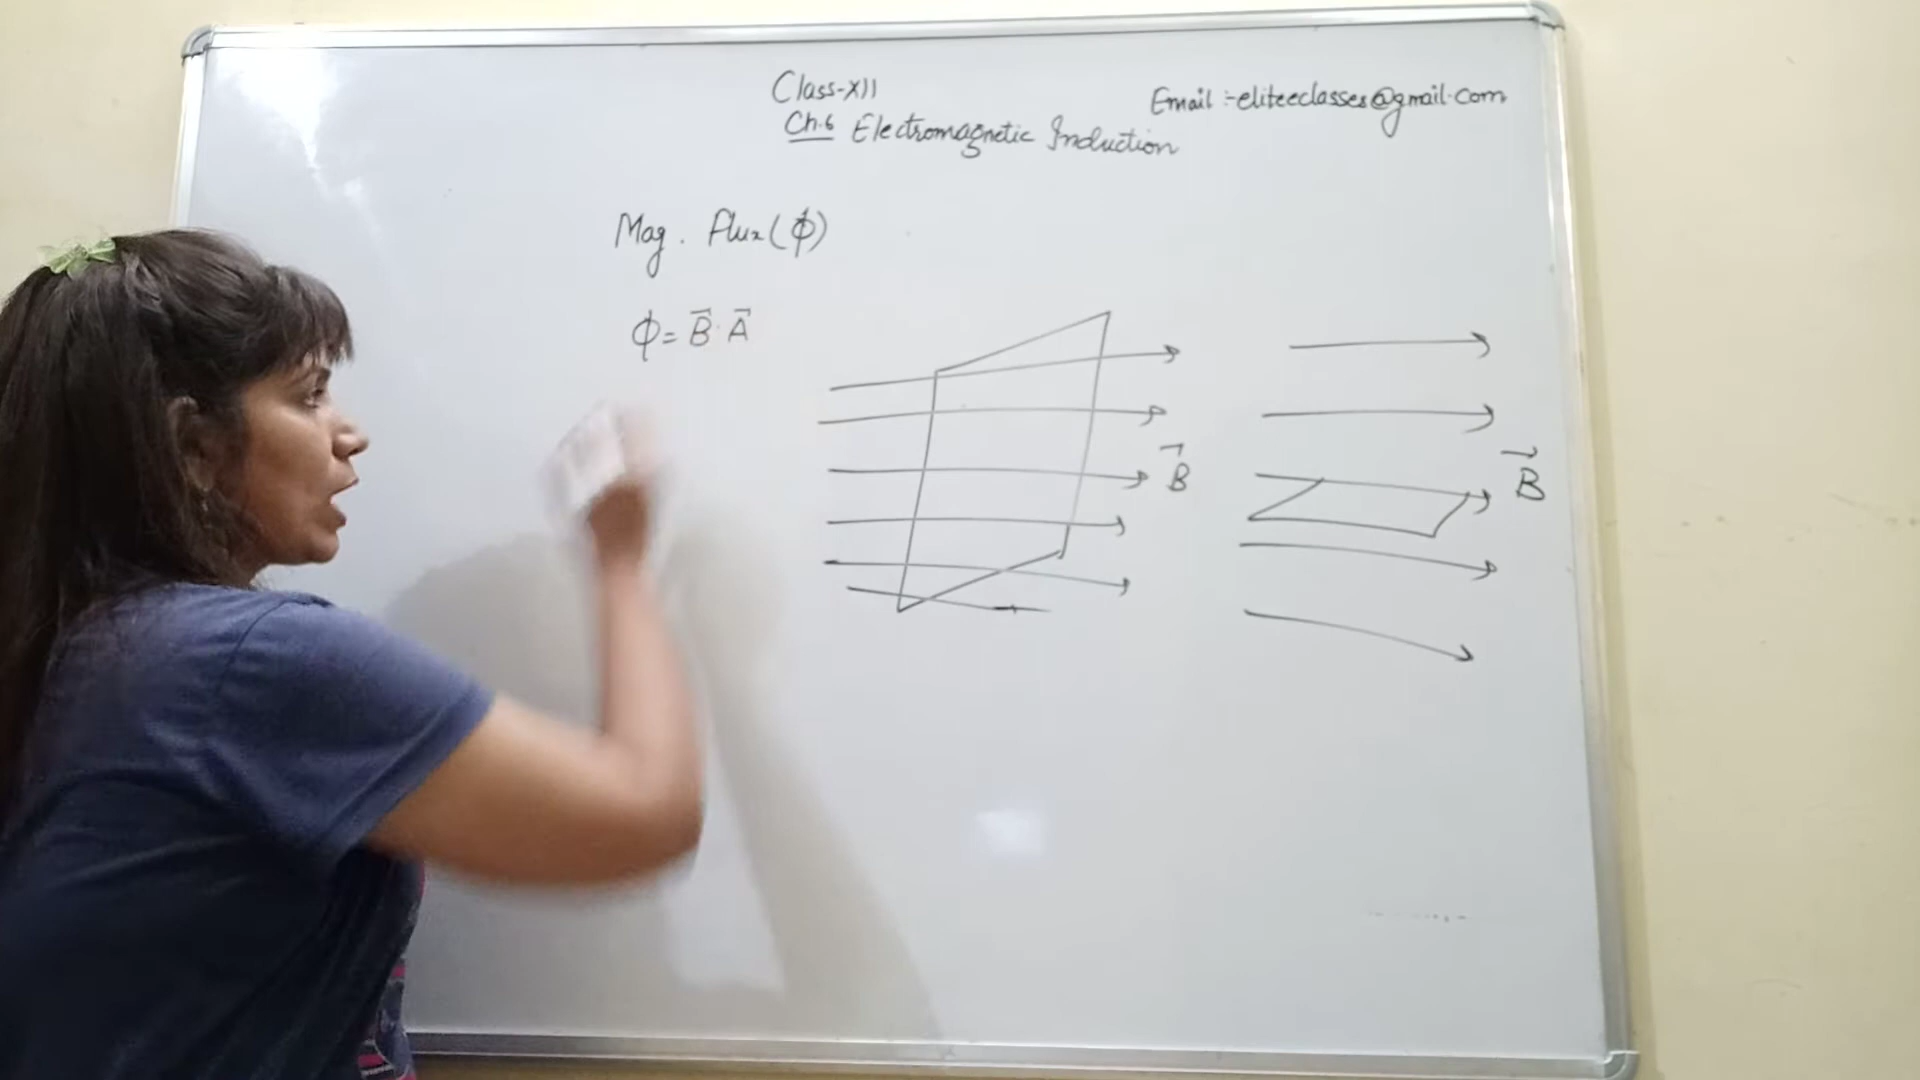 Class-XII
Email :-eliteeclasses@gmail.com
Ch.6 Electromagnetic Induction
Mag. flux (ϕ)
ϕ = B⃗ · A⃗
B⃗
B⃗